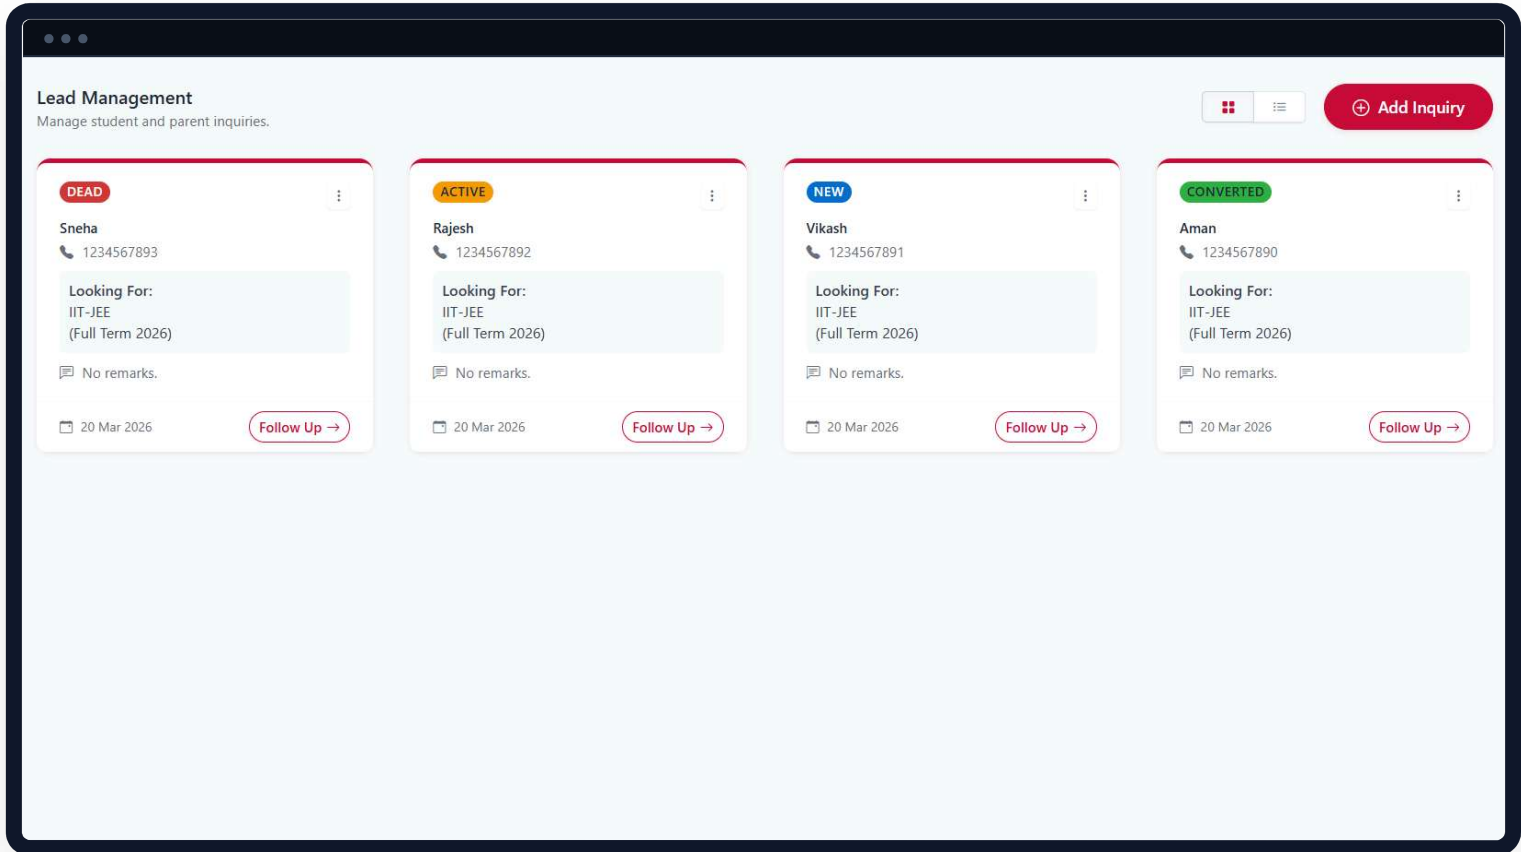 Lead Management
Manage student and parent inquiries.
Add Inquiry
DEAD
Sneha
1234567893
Looking For:
IIT-JEE
(Full Term 2026)
No remarks.
20 Mar 2026
Follow Up →
ACTIVE
Rajesh
1234567892
Looking For:
IIT-JEE
(Full Term 2026)
No remarks.
20 Mar 2026
Follow Up →
NEW
Vikash
1234567891
Looking For:
IIT-JEE
(Full Term 2026)
No remarks.
20 Mar 2026
Follow Up →
CONVERTED
Aman
1234567890
Looking For:
IIT-JEE
(Full Term 2026)
No remarks.
20 Mar 2026
Follow Up →